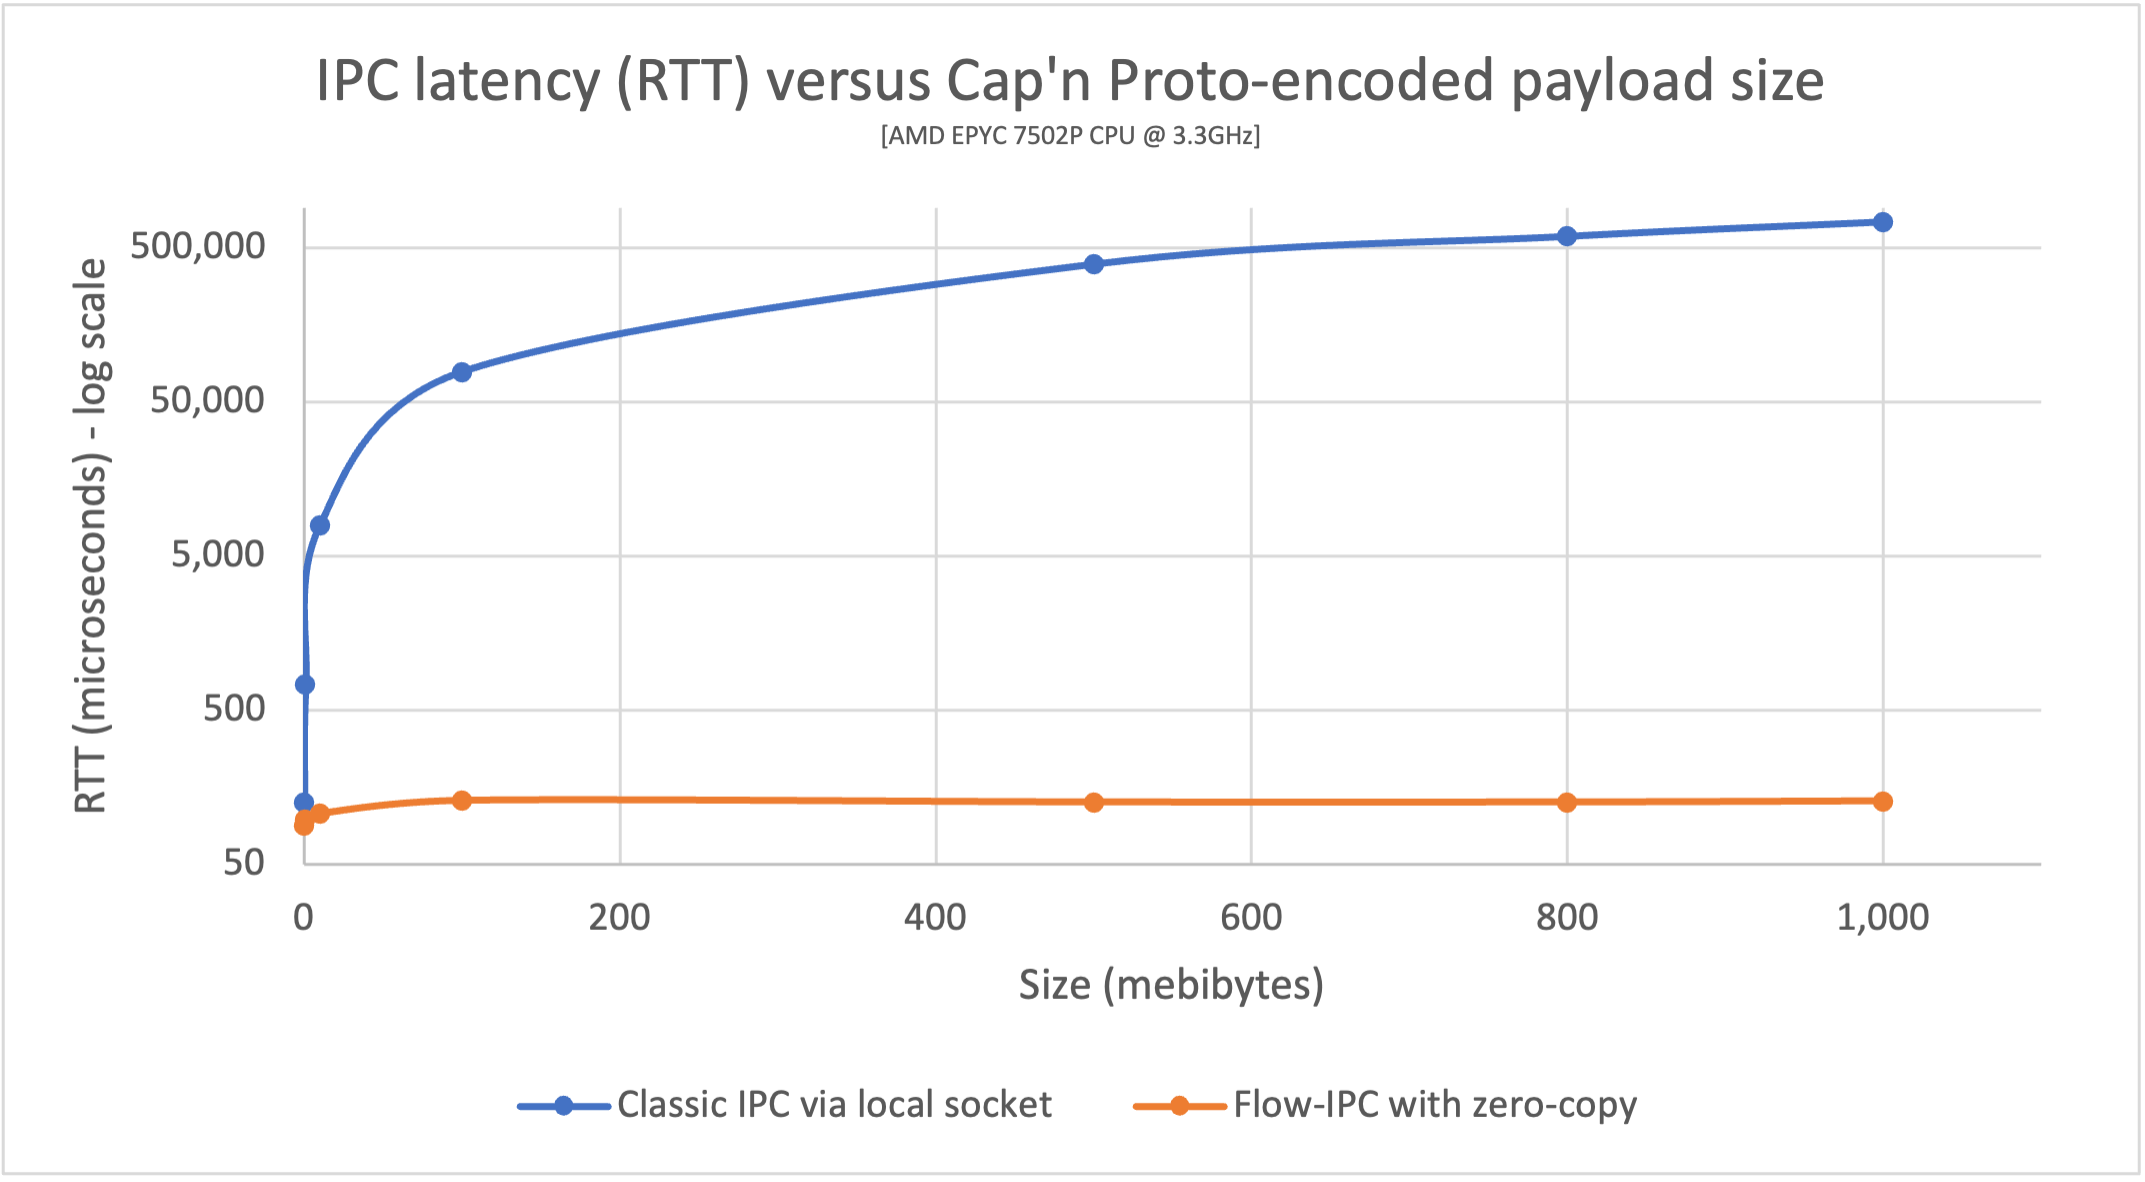 IPC latency (RTT) versus Cap'n Proto-encoded payload size
[AMD EPYC 7502P CPU @ 3.3GHz]
RTT (microseconds) - log scale
500,000
50,000
5,000
500
50
0 200 400 600 800 1,000
Size (mebibytes)
Classic IPC via local socket Flow-IPC with zero-copy